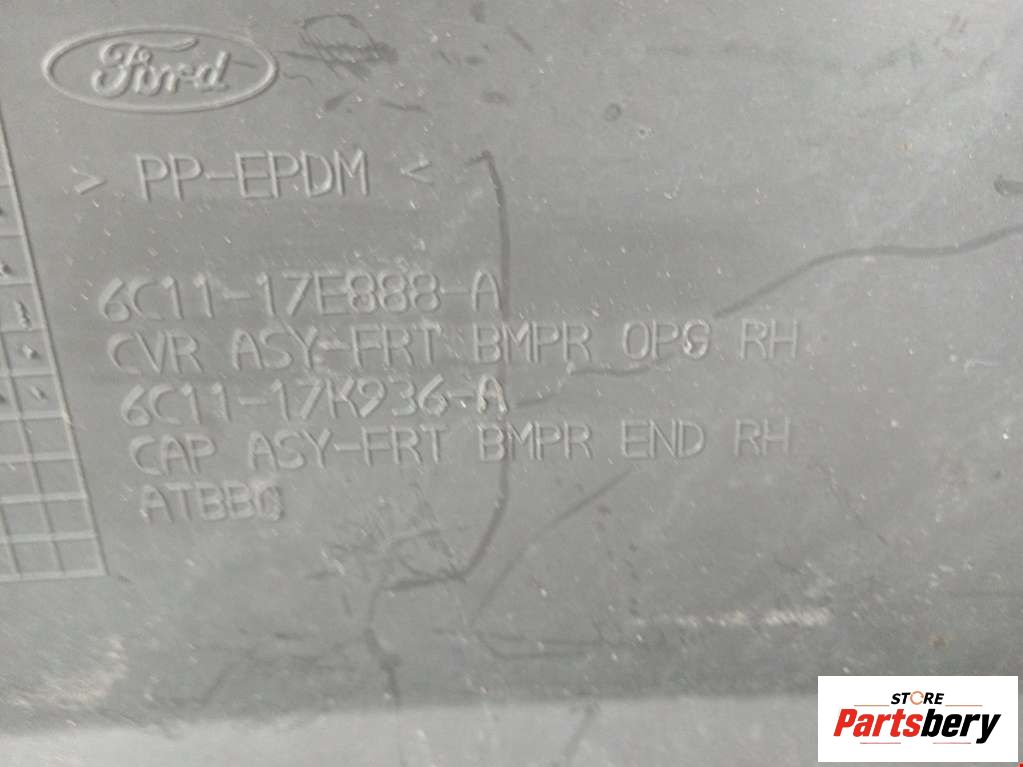 Ford
> PP-EPDM <
6C11-17E888-A
CVR ASY-FRT BMPR OPG RH
6C11-17K936-A
CAP ASY-FRT BMPR END RH
ATBBQ
STORE
Partsbery